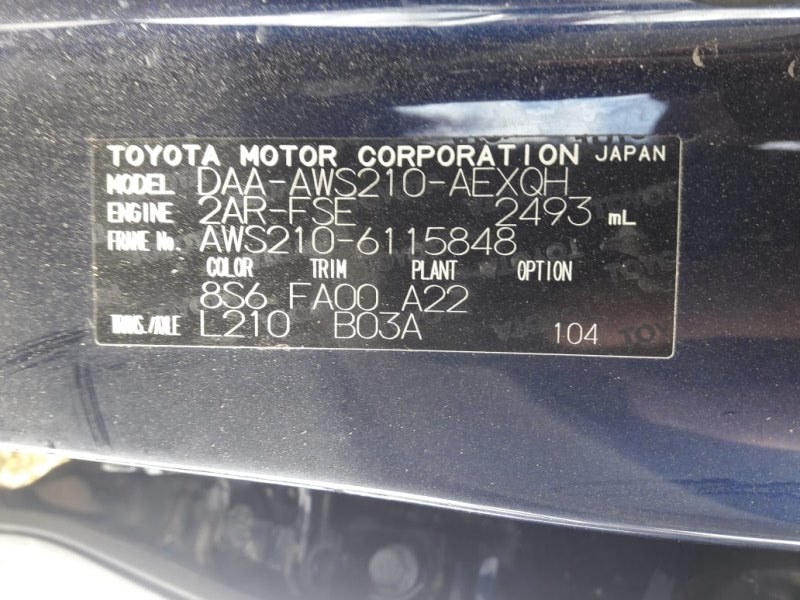 TOYOTA MOTOR CORPORATION JAPAN
MODEL DAA-AWS210-AEXQH
ENGINE 2AR-FSE 2493 mL
FRAME No. AWS210-6115848
COLOR TRIM PLANT OPTION
8S6 FA00 A22
TRANS./AXLE L210 B03A 104